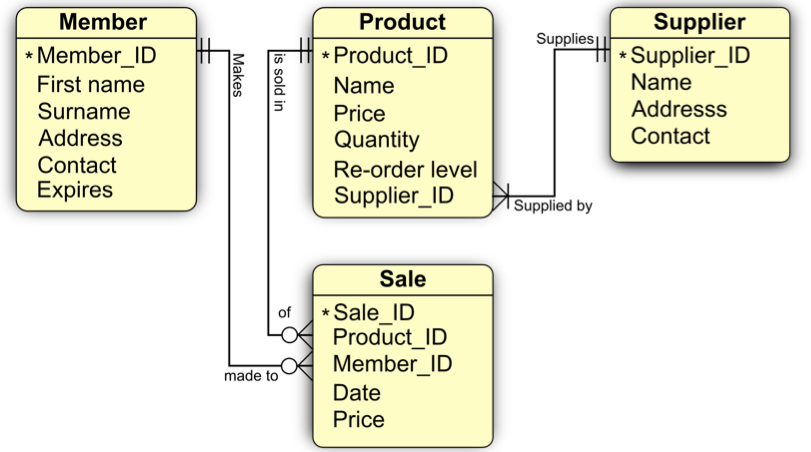 Member
*Member_ID
First name
Surname
Address
Contact
Expires
Makes
is sold in
Product
*Product_ID
Name
Price
Quantity
Re-order level
Supplier_ID
Supplies
Supplied by
Supplier
*Supplier_ID
Name
Addresss
Contact
of
made to
Sale
*Sale_ID
Product_ID
Member_ID
Date
Price